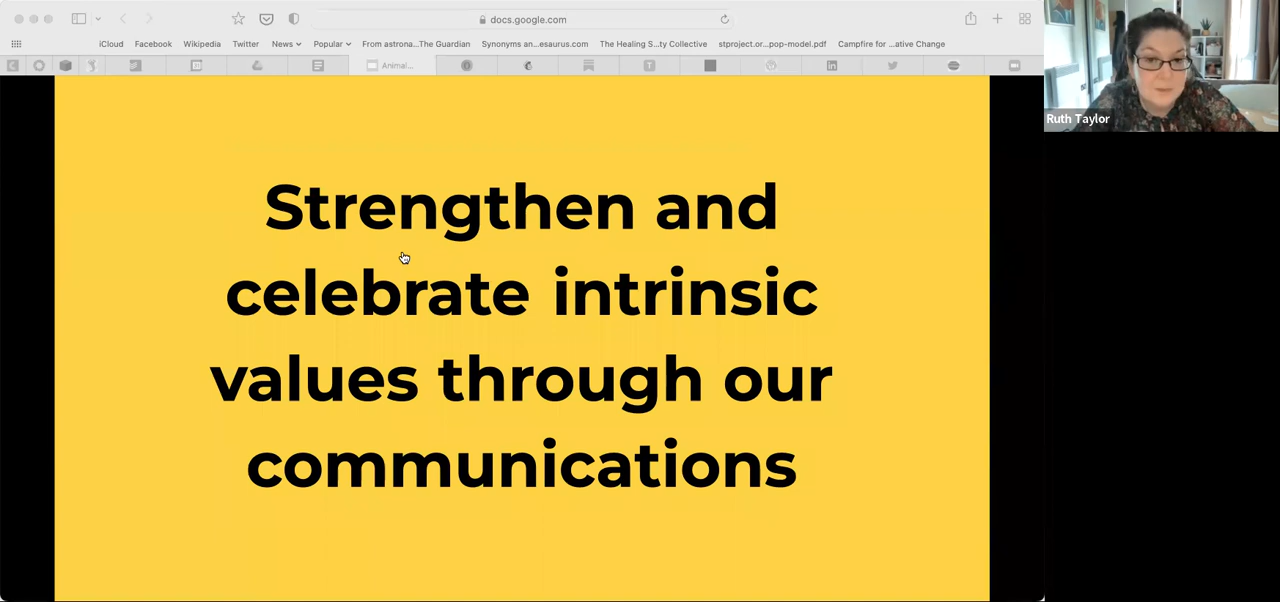 docs.google.com
iCloud Facebook Wikipedia Twitter News Popular From astrona...The Guardian Synonyms an...esaurus.com The Healing S...ty Collective stproject.or...pop-model.pdf Campfire for ...ative Change
Animal...
Ruth Taylor
Strengthen and
celebrate intrinsic
values through our
communications